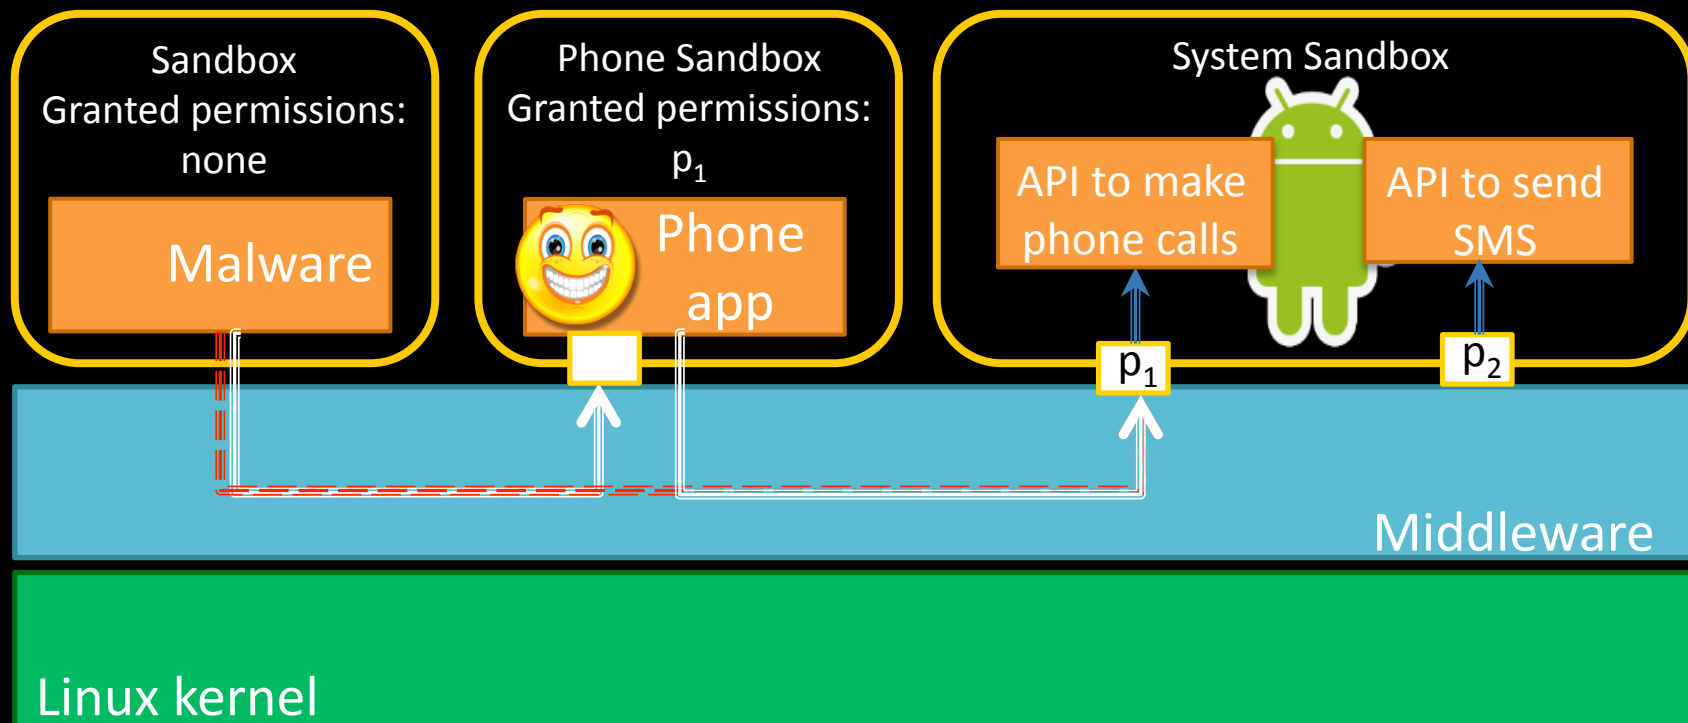 Sandbox
Granted permissions:
none
Malware
Phone Sandbox
Granted permissions:
p₁
Phone
app
System Sandbox
API to make
phone calls
API to send
SMS
p₁
p₂
Middleware
Linux kernel